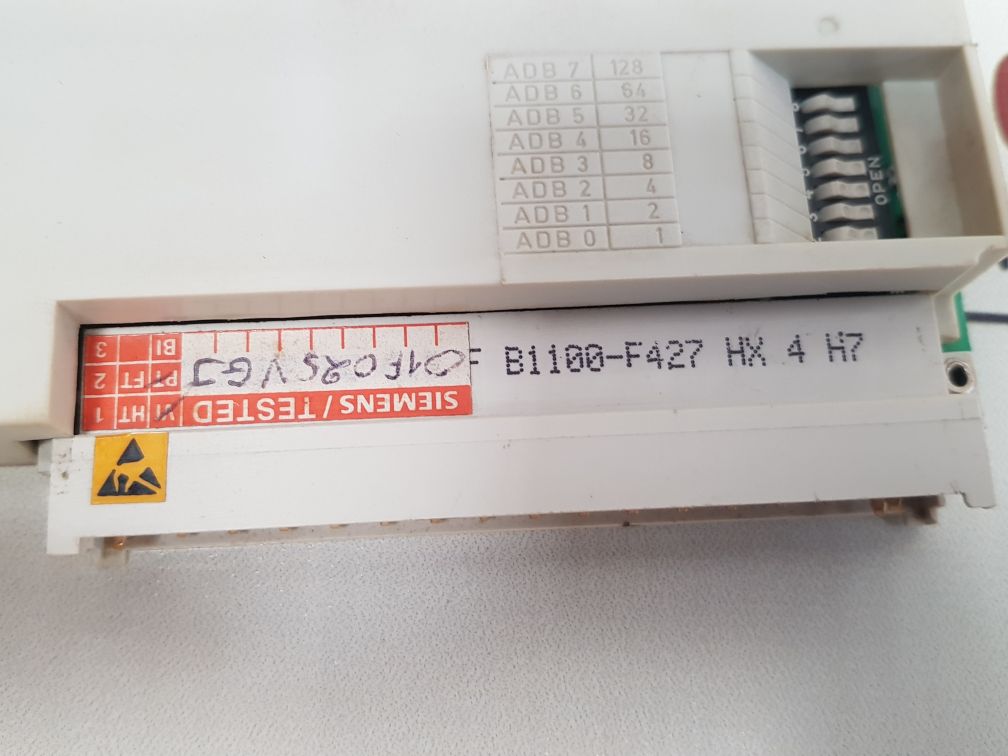 ADB 7 128
ADB 6 64
ADB 5 32
ADB 4 16
ADB 3 8
ADB 2 4
ADB 1 2
ADB 0 1
OPEN
B1100-F427 HX 4 H7
SIEMENS / TESTED
VI HT 1
PT FT 2
BI 3